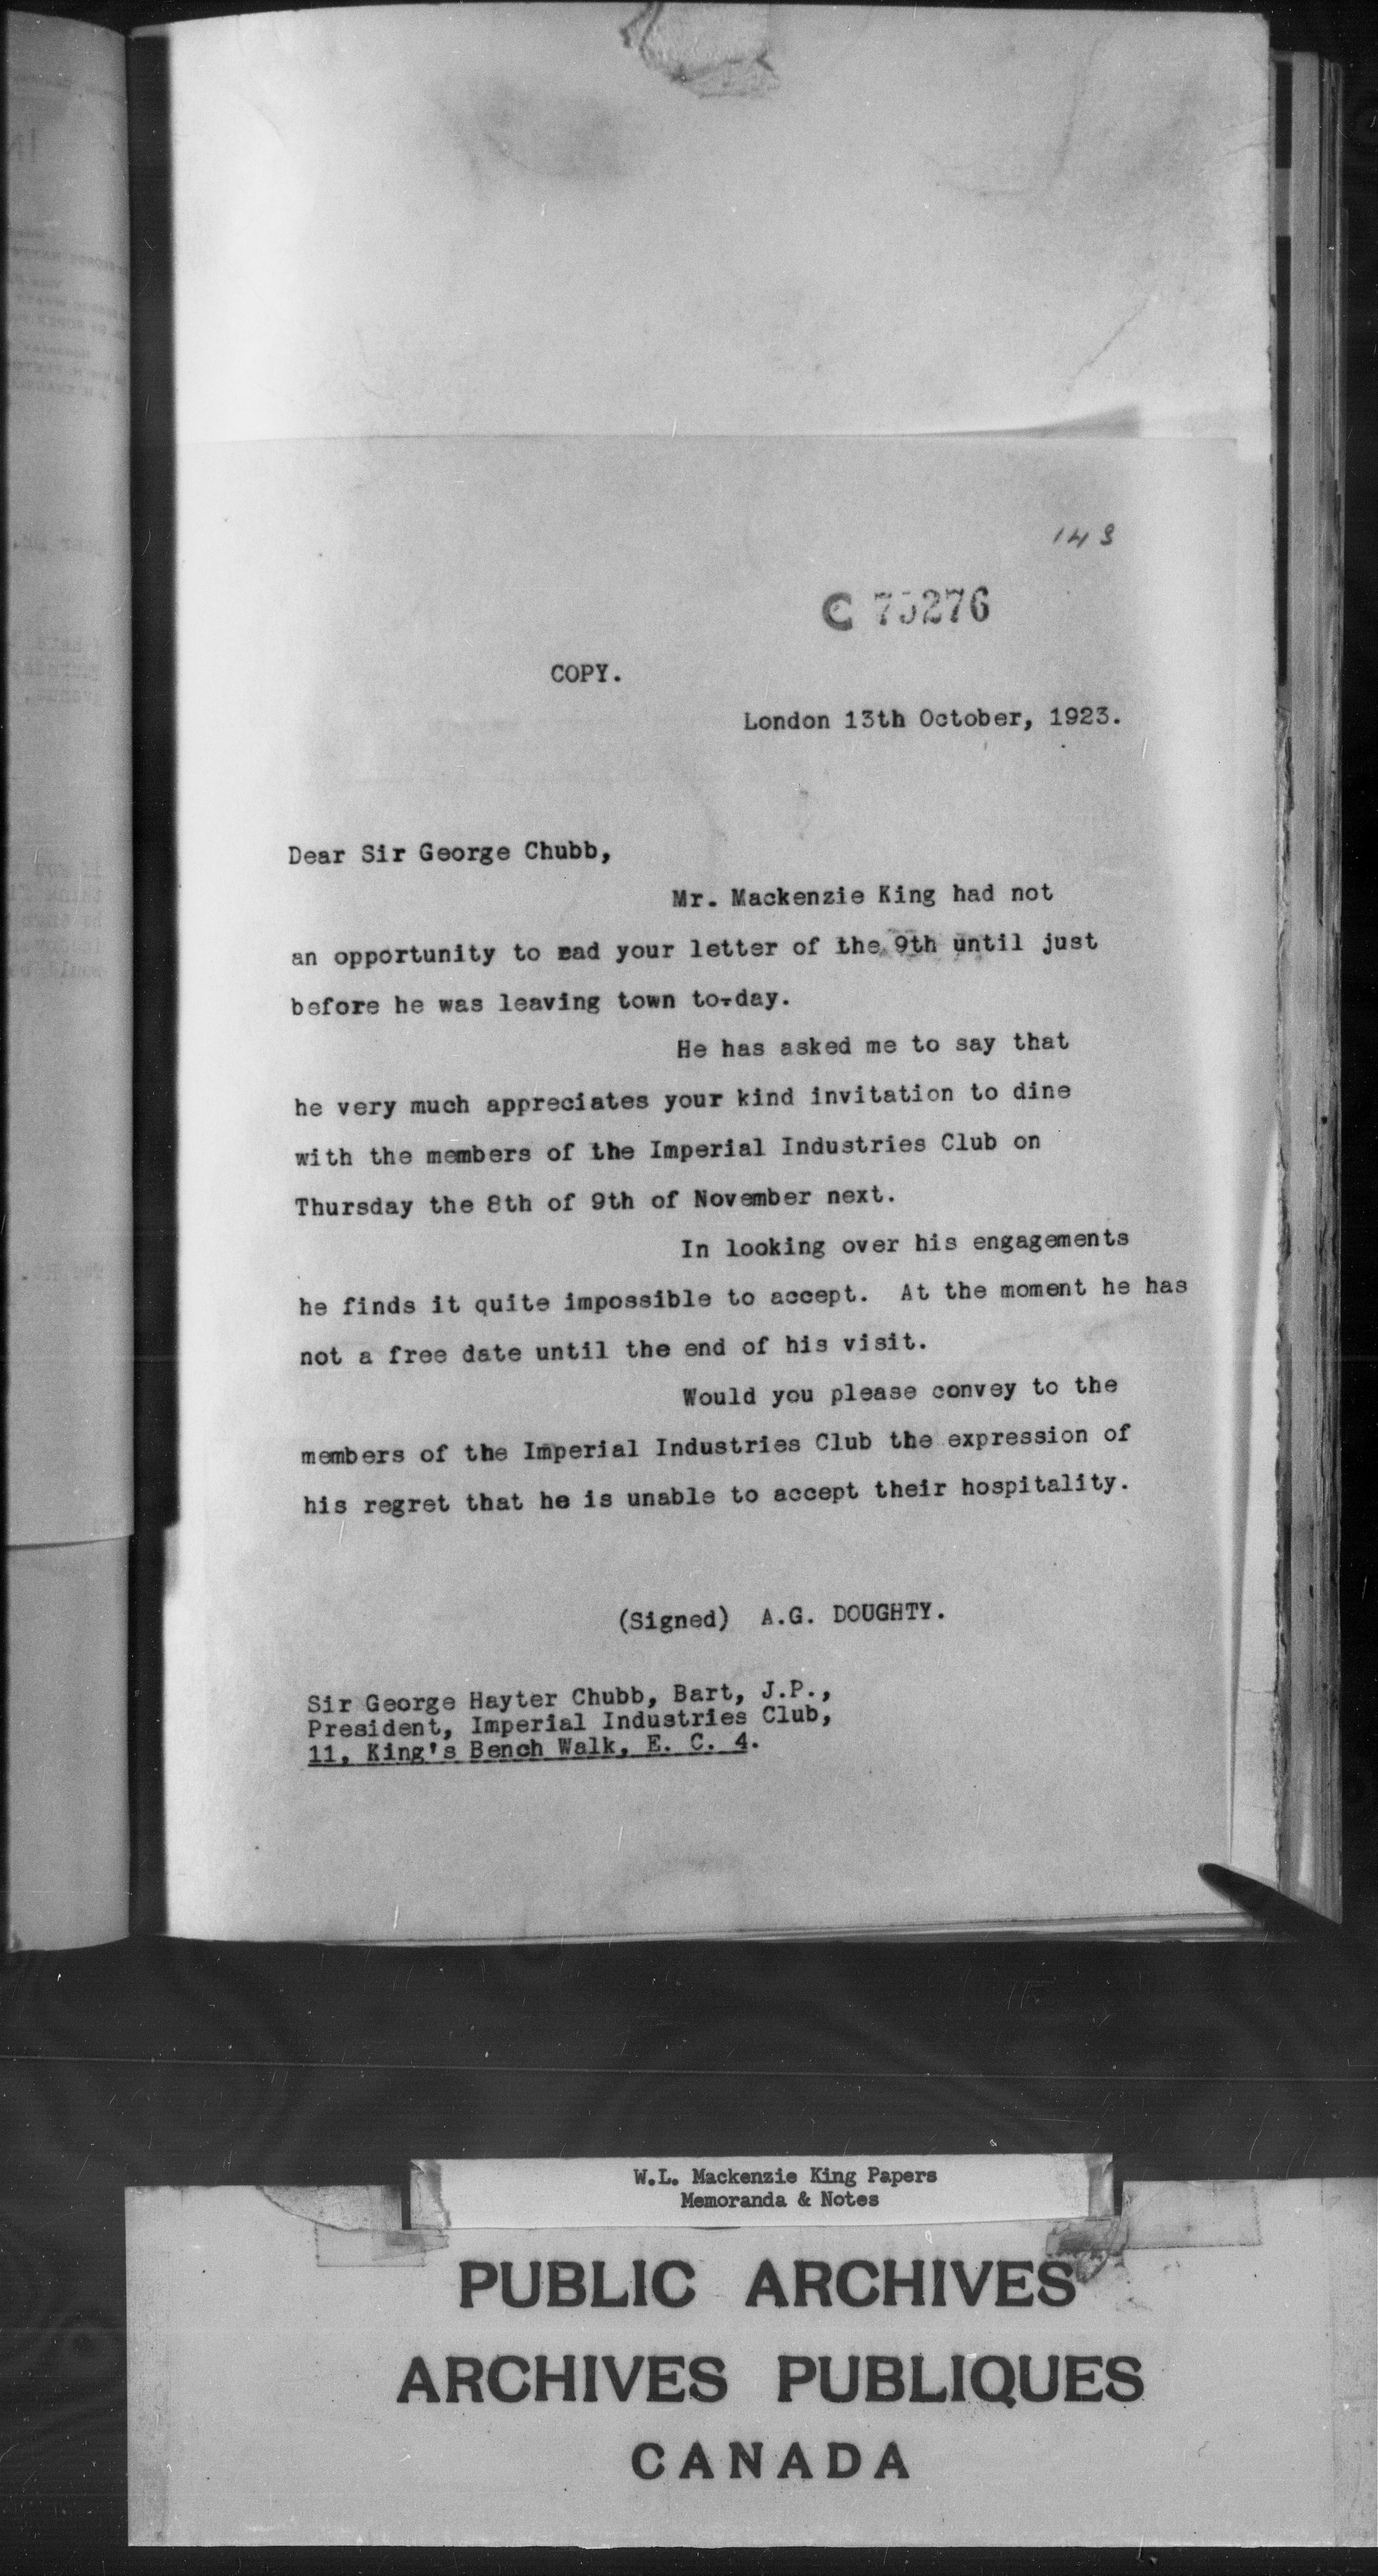 143
C 75276
COPY.
London 13th October, 1923.
Dear Sir George Chubb,
Mr. Mackenzie King had not
an opportunity to ead your letter of the 9th until just
before he was leaving town to-day.
He has asked me to say that
he very much appreciates your kind invitation to dine
with the members of the Imperial Industries Club on
Thursday the 8th of 9th of November next.
In looking over his engagements
he finds it quite impossible to accept. At the moment he has
not a free date until the end of his visit.
Would you please convey to the
members of the Imperial Industries Club the expression of
his regret that he is unable to accept their hospitality.
(Signed) A.G. DOUGHTY.
Sir George Hayter Chubb, Bart, J.P.,
President, Imperial Industries Club,
11, King's Bench Walk, E. C. 4.
W.L. Mackenzie King Papers
Memoranda & Notes
PUBLIC ARCHIVES
ARCHIVES PUBLIQUES
CANADA